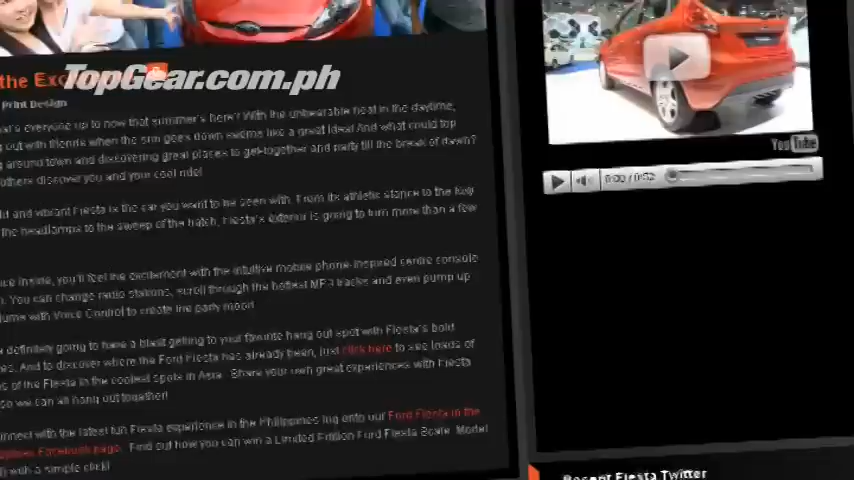 the
TopGear.com.ph
Print Design
everyone up to now that summer's here? With the unbearable heat in the daytime,
out with friends when the sun goes down seems like a great idea! And what could top
around town and discovering great places to get-together and party till the break of dawn?
others discover you and your cool ride!
and vibrant Fiesta is the car you want to be seen with. From its athletic stance to the
the headlamps to the sweep of the hatch, Fiesta's exterior is going to turn more than a few
inside, you'll feel the excitement with the intuitive mobile phone-inspired centre console
You can change radio stations, scroll through the hottest MP3 tracks and even pump up
with Voice Control to create the party mood
definitely going to have a blast getting to your favorite hang out spot with Fiesta's bold
And to discover where the Ford Fiesta has already been, just click here to see loads of
of the Fiesta in the coolest spots in Asia. Share your own great experiences with Fiesta
so we can all hang out together!
with the latest fun Fiesta experience in the Philippines log onto our Ford Fiesta in the
Facebook page. Find out how you can win a Limited Edition Ford Fiesta Scale Model
with a simple click!
YouTube
0:00 / 0:52
Recent Fiesta Twitter